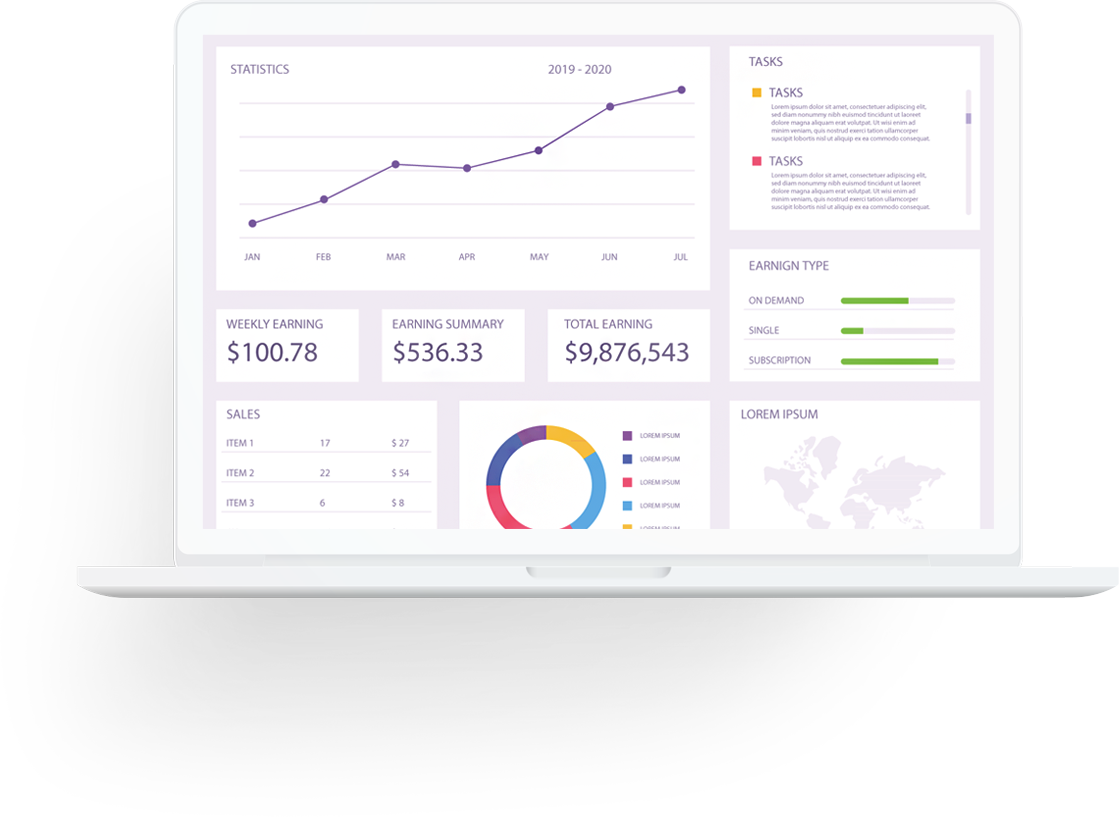 STATISTICS 2019 - 2020
JAN FEB MAR APR MAY JUN JUL
TASKS
TASKS
Lorem ipsum dolor sit amet, consectetuer adipiscing elit,
sed diam nonummy nibh euismod tincidunt ut laoreet
dolore magna aliquam erat volutpat. Ut wisi enim ad
minim veniam, quis nostrud exerci tation ullamcorper
suscipit lobortis nisl ut aliquip ex ea commodo consequat.
TASKS
Lorem ipsum dolor sit amet, consectetuer adipiscing elit,
sed diam nonummy nibh euismod tincidunt ut laoreet
dolore magna aliquam erat volutpat. Ut wisi enim ad
minim veniam, quis nostrud exerci tation ullamcorper
suscipit lobortis nisl ut aliquip ex ea commodo consequat.
WEEKLY EARNING
$100.78
EARNING SUMMARY
$536.33
TOTAL EARNING
$9,876,543
EARNIGN TYPE
ON DEMAND
SINGLE
SUBSCRIPTION
SALES
ITEM 1 17 $ 27
ITEM 2 22 $ 54
ITEM 3 6 $ 8
LOREM IPSUM
LOREM IPSUM
LOREM IPSUM
LOREM IPSUM
LOREM IPSUM
LOREM IPSUM